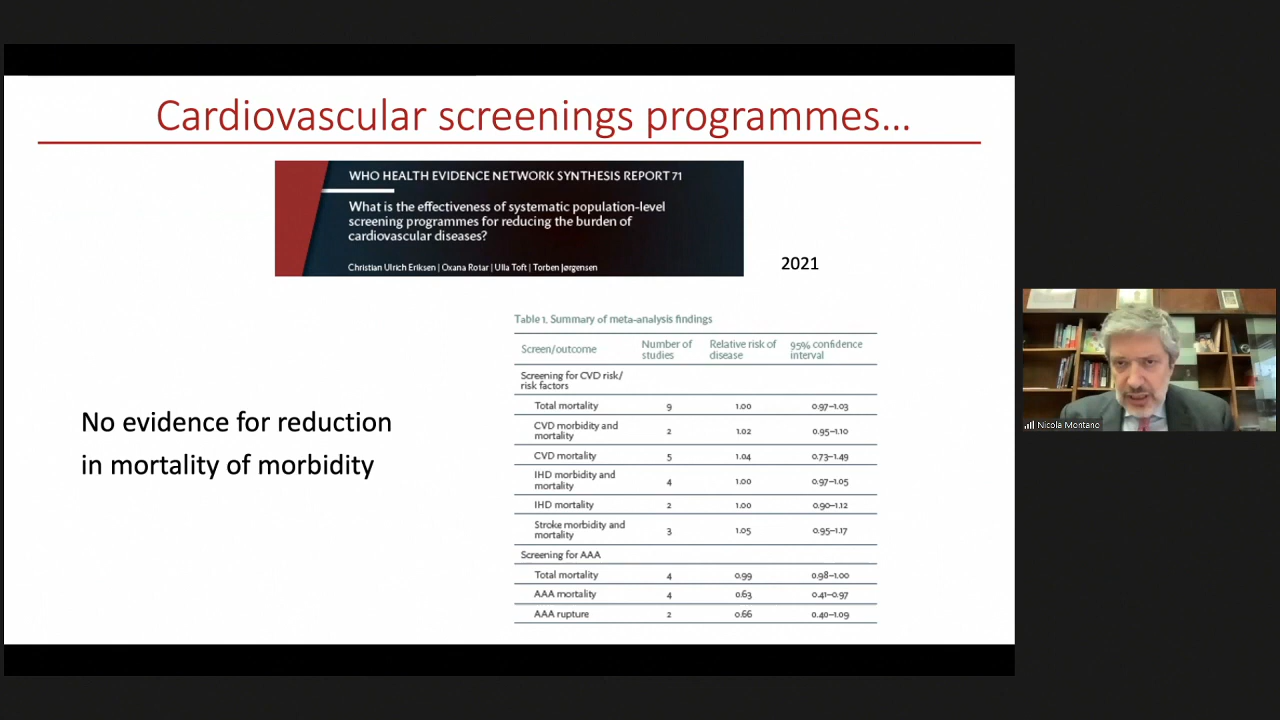 Cardiovascular screenings programmes...
WHO HEALTH EVIDENCE NETWORK SYNTHESIS REPORT 71
What is the effectiveness of systematic population-level
screening programmes for reducing the burden of
cardiovascular diseases?
Christian Ulrich Eriksen | Oxana Rotar | Ulla Toft | Torben Jørgensen
2021
No evidence for reduction
in mortality of morbidity
Table 1. Summary of meta-analysis findings
Screen/outcome Number of studies Relative risk of disease 95% confidence interval
Screening for CVD risk/
risk factors
Total mortality 9 1.00 0.97–1.03
CVD morbidity and mortality 2 1.02 0.95–1.10
CVD mortality 5 1.04 0.73–1.49
IHD morbidity and mortality 4 1.00 0.97–1.05
IHD mortality 2 1.00 0.90–1.12
Stroke morbidity and mortality 3 1.05 0.95–1.17
Screening for AAA
Total mortality 4 0.99 0.98–1.00
AAA mortality 4 0.63 0.41–0.97
AAA rupture 2 0.66 0.40–1.09
Nicola Montano